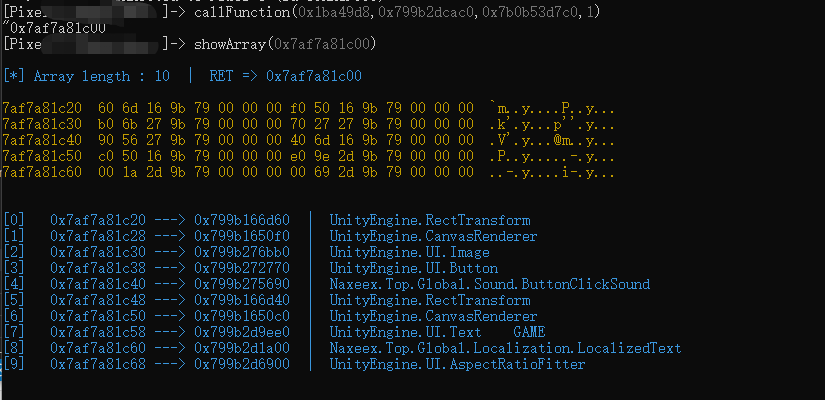 [Pixe ]-> callFunction(0x1ba49d8,0x799b2dcac0,0x7b0b53d7c0,1)
"0x7af7a81c00
[Pixe ]-> showArray(0x7af7a81c00)
[*] Array length : 10 | RET => 0x7af7a81c00
7af7a81c20 60 6d 16 9b 79 00 00 00 f0 50 16 9b 79 00 00 00 `m..y....P..y...
7af7a81c30 b0 6b 27 9b 79 00 00 00 70 27 27 9b 79 00 00 00 .k'.y...p''.y...
7af7a81c40 90 56 27 9b 79 00 00 00 40 6d 16 9b 79 00 00 00 .V'.y...@m..y...
7af7a81c50 c0 50 16 9b 79 00 00 00 e0 9e 2d 9b 79 00 00 00 .P..y.....-.y...
7af7a81c60 00 1a 2d 9b 79 00 00 00 00 69 2d 9b 79 00 00 00 ..-.y....i-.y...
[0] 0x7af7a81c20 ---> 0x799b166d60 | UnityEngine.RectTransform
[1] 0x7af7a81c28 ---> 0x799b1650f0 | UnityEngine.CanvasRenderer
[2] 0x7af7a81c30 ---> 0x799b276bb0 | UnityEngine.UI.Image
[3] 0x7af7a81c38 ---> 0x799b272770 | UnityEngine.UI.Button
[4] 0x7af7a81c40 ---> 0x799b275690 | Naxeex.Top.Global.Sound.ButtonClickSound
[5] 0x7af7a81c48 ---> 0x799b166d40 | UnityEngine.RectTransform
[6] 0x7af7a81c50 ---> 0x799b1650c0 | UnityEngine.CanvasRenderer
[7] 0x7af7a81c58 ---> 0x799b2d9ee0 | UnityEngine.UI.Text GAME
[8] 0x7af7a81c60 ---> 0x799b2d1a00 | Naxeex.Top.Global.Localization.LocalizedText
[9] 0x7af7a81c68 ---> 0x799b2d6900 | UnityEngine.UI.AspectRatioFitter